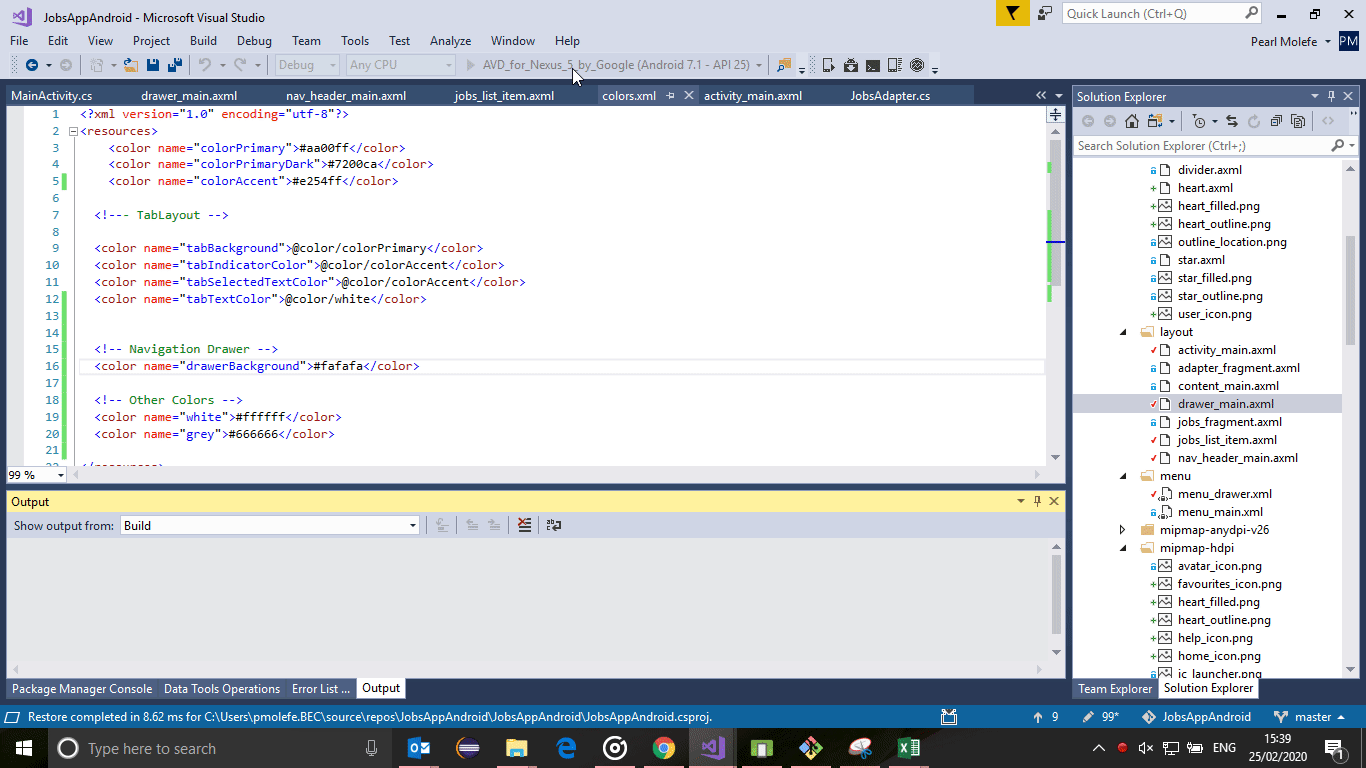 JobsAppAndroid - Microsoft Visual Studio
Quick Launch (Ctrl+Q)
File Edit View Project Build Debug Team Tools Test Analyze Window Help
Pearl Molefe PM
Debug Any CPU AVD_for_Nexus_5_by_Google (Android 7.1 - API 25)
MainActivity.cs drawer_main.axml nav_header_main.axml jobs_list_item.axml colors.xml activity_main.axml JobsAdapter.cs
1 <?xml version="1.0" encoding="utf-8"?>
2 <resources>
3 <color name="colorPrimary">#aa00ff</color>
4 <color name="colorPrimaryDark">#7200ca</color>
5 <color name="colorAccent">#e254ff</color>
6
7 <!--- TabLayout -->
8
9 <color name="tabBackground">@color/colorPrimary</color>
10 <color name="tabIndicatorColor">@color/colorAccent</color>
11 <color name="tabSelectedTextColor">@color/colorAccent</color>
12 <color name="tabTextColor">@color/white</color>
13
14
15 <!-- Navigation Drawer -->
16 <color name="drawerBackground">#fafafa</color>
17
18 <!-- Other Colors -->
19 <color name="white">#ffffff</color>
20 <color name="grey">#666666</color>
21
22 </resources>
99 %
Output
Show output from: Build
Package Manager Console Data Tools Operations Error List ... Output
Solution Explorer
Search Solution Explorer (Ctrl+;)
divider.axml
heart.axml
heart_filled.png
heart_outline.png
outline_location.png
star.axml
star_filled.png
star_outline.png
user_icon.png
layout
activity_main.axml
adapter_fragment.axml
content_main.axml
drawer_main.axml
jobs_fragment.axml
jobs_list_item.axml
nav_header_main.axml
menu
menu_drawer.xml
menu_main.xml
mipmap-anydpi-v26
mipmap-hdpi
avatar_icon.png
favourites_icon.png
heart_filled.png
heart_outline.png
help_icon.png
home_icon.png
ic_launcher.png
Team Explorer Solution Explorer
Restore completed in 8.62 ms for C:\Users\pmolefe.BEC\source\repos\JobsAppAndroid\JobsAppAndroid\JobsAppAndroid.csproj.
9 99* JobsAppAndroid master
Type here to search
ENG
15:39
25/02/2020
1